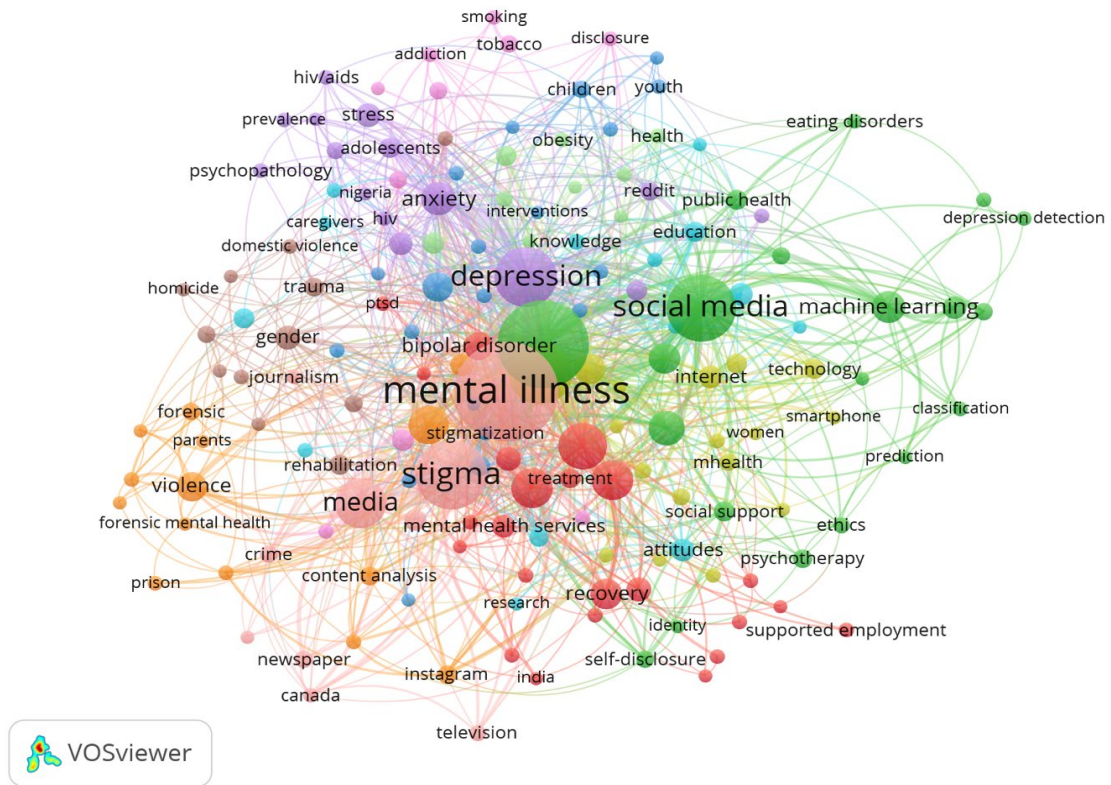 smoking
tobacco
disclosure
addiction
hiv/aids
children
youth
stress
prevalence
eating disorders
obesity
health
adolescents
psychopathology
nigeria
anxiety
reddit
public health
interventions
caregivers
hiv
depression detection
education
knowledge
domestic violence
depression
homicide
trauma
ptsd
social media
machine learning
gender
bipolar disorder
journalism
internet
technology
mental illness
forensic
classification
smartphone
parents
stigmatization
women
prediction
rehabilitation
mhealth
violence
stigma
treatment
media
social support
forensic mental health
mental health services
ethics
crime
attitudes
psychotherapy
prison
content analysis
recovery
research
identity
supported employment
newspaper
self-disclosure
instagram
india
canada
television
VOSviewer